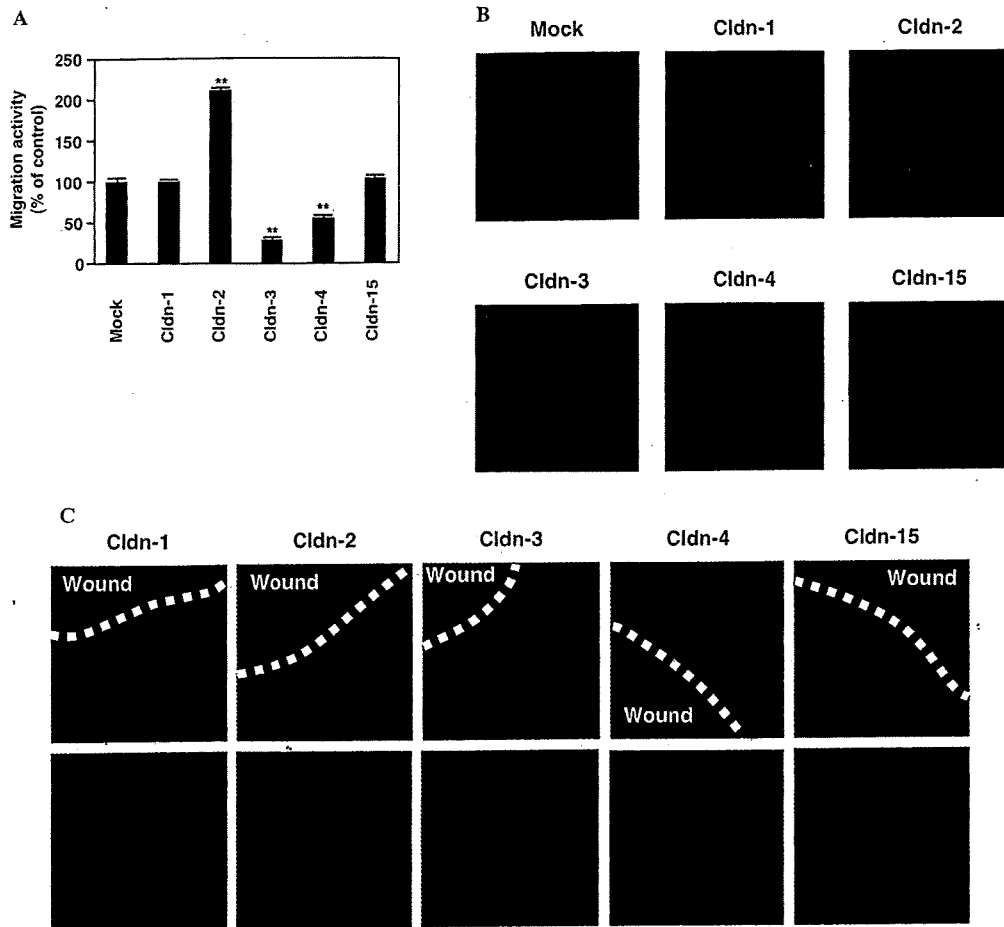 A
Migration activity
(% of control)
250
200
150
100
50
0
**
**
**
Mock
Cldn-1
Cldn-2
Cldn-3
Cldn-4
Cldn-15
B
Mock
Cldn-1
Cldn-2
Cldn-3
Cldn-4
Cldn-15
C
Cldn-1
Cldn-2
Cldn-3
Cldn-4
Cldn-15
Wound
Wound
Wound
Wound
Wound